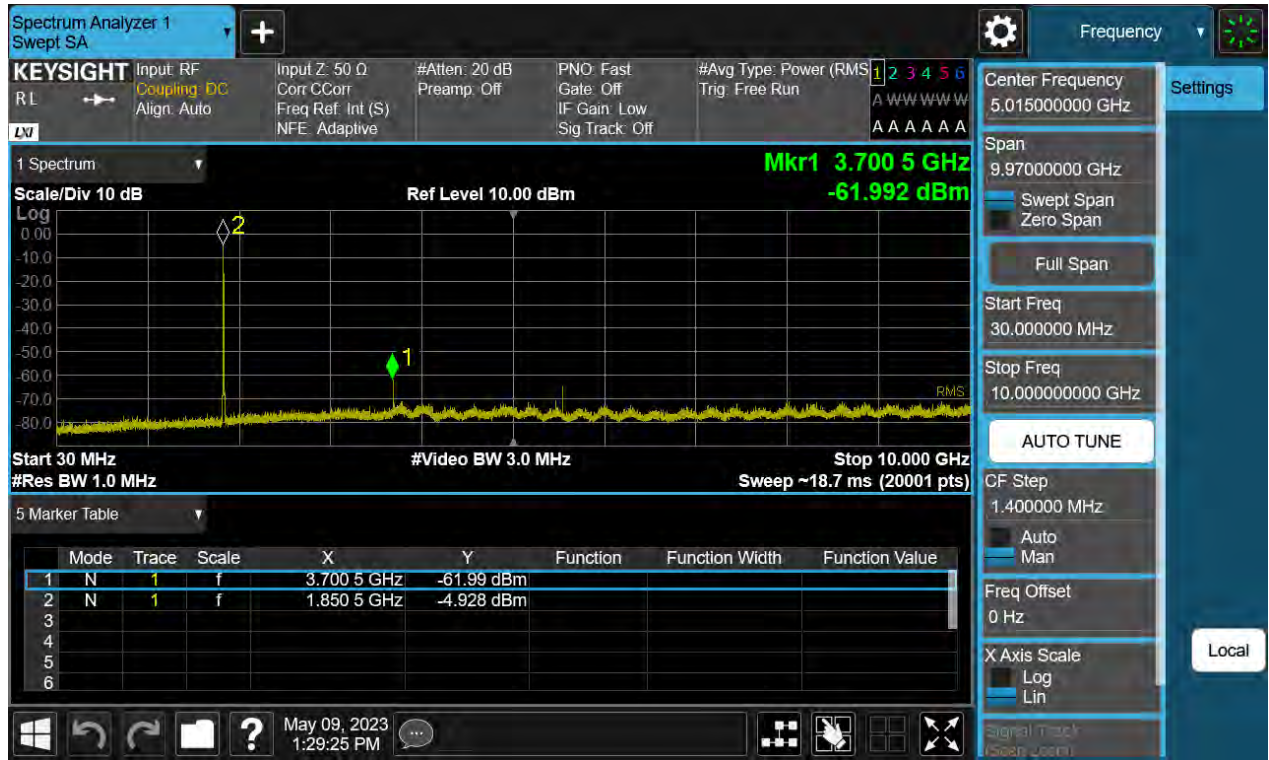 Spectrum Analyzer 1
Swept SA
+
Frequency
KEYSIGHT
RL
LXI
Input: RF
Coupling: DC
Align: Auto
Input Z: 50 Ω
Corr CCorr
Freq Ref: Int (S)
NFE: Adaptive
#Atten: 20 dB
Preamp: Off
PNO: Fast
Gate: Off
IF Gain: Low
Sig Track: Off
#Avg Type: Power (RMS
Trig: Free Run
1 2 3 4 5 6
A W W W W W
A A A A A A
1 Spectrum
Mkr1 3.700 5 GHz
-61.992 dBm
Scale/Div 10 dB
Ref Level 10.00 dBm
Log
0.00
-10.0
-20.0
-30.0
-40.0
-50.0
-60.0
-70.0
-80.0
2
1
RMS
Start 30 MHz
#Video BW 3.0 MHz
Stop 10.000 GHz
#Res BW 1.0 MHz
Sweep ~18.7 ms (20001 pts)
5 Marker Table
Mode Trace Scale X Y Function Function Width Function Value
1 N 1 f 3.700 5 GHz -61.99 dBm
2 N 1 f 1.850 5 GHz -4.928 dBm
3
4
5
6
?
May 09, 2023
1:29:25 PM
Center Frequency
5.015000000 GHz
Span
9.97000000 GHz
Swept Span
Zero Span
Full Span
Start Freq
30.000000 MHz
Stop Freq
10.000000000 GHz
AUTO TUNE
CF Step
1.400000 MHz
Auto
Man
Freq Offset
0 Hz
X Axis Scale
Log
Lin
Signal Track
(Span Zoom)
Settings
Local